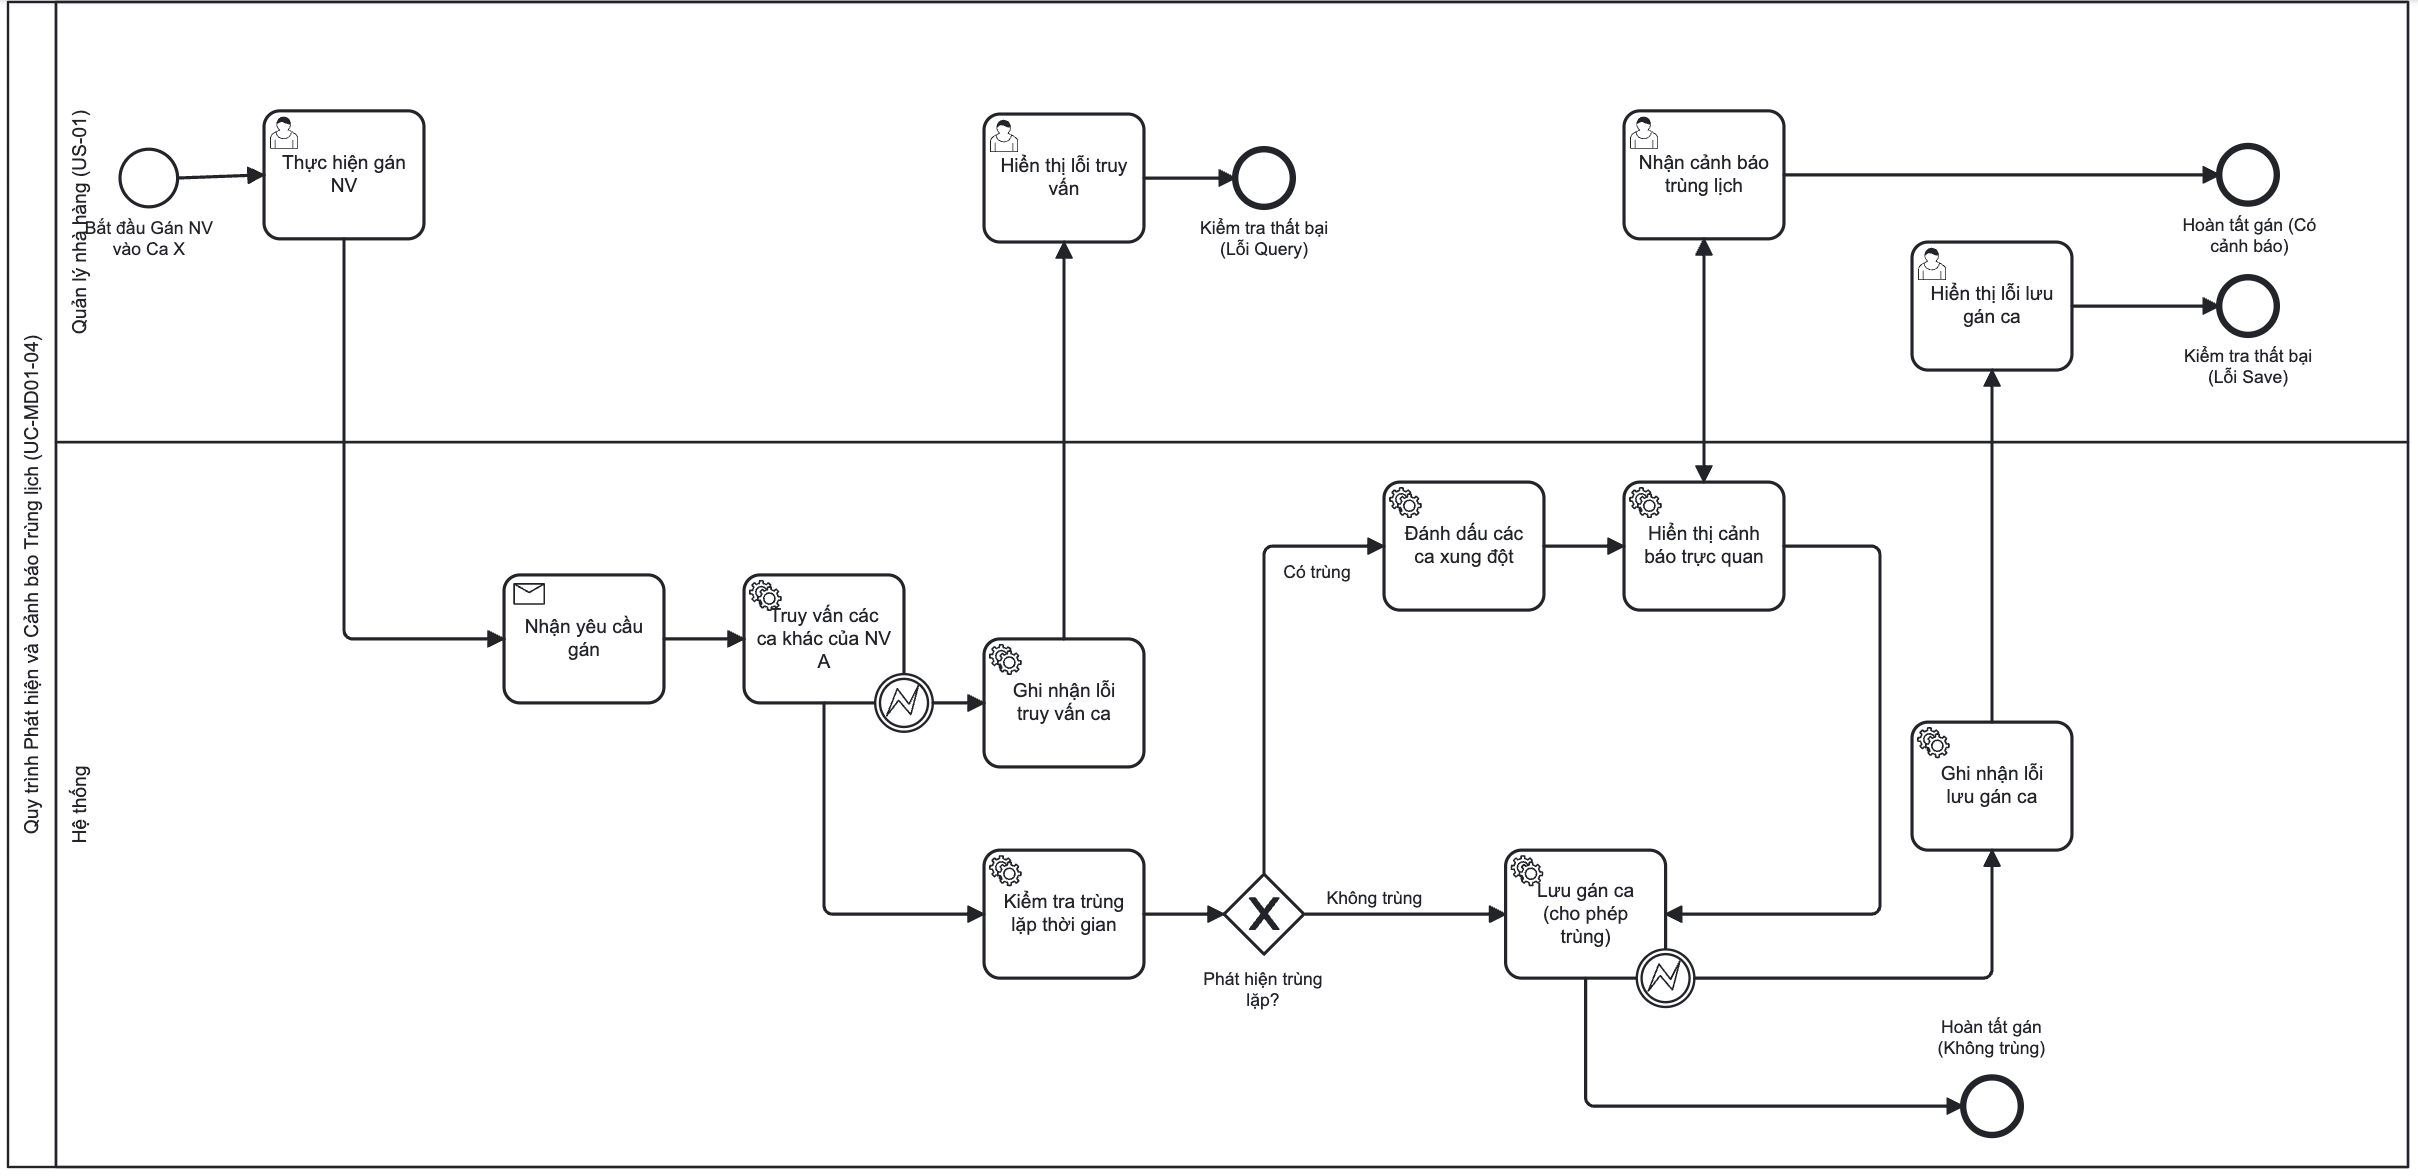 Quy trình Phát hiện và Cảnh báo Trùng lịch (UC-MD01-04)
Quản lý nhà hàng (US-01)
Bắt đầu Gán NV
vào Ca X
Thực hiện gán
NV
Hiển thị lỗi truy
vấn
Kiểm tra thất bại
(Lỗi Query)
Nhận cảnh báo
trùng lịch
Hoàn tất gán (Có
cảnh báo)
Hiển thị lỗi lưu
gán ca
Kiểm tra thất bại
(Lỗi Save)
Hệ thống
Nhận yêu cầu
gán
Truy vấn các
ca khác của NV
A
Ghi nhận lỗi
truy vấn ca
Kiểm tra trùng
lặp thời gian
Phát hiện trùng
lặp?
Có trùng
Không trùng
Đánh dấu các
ca xung đột
Hiển thị cảnh
báo trực quan
Lưu gán ca
(cho phép
trùng)
Ghi nhận lỗi
lưu gán ca
Hoàn tất gán
(Không trùng)